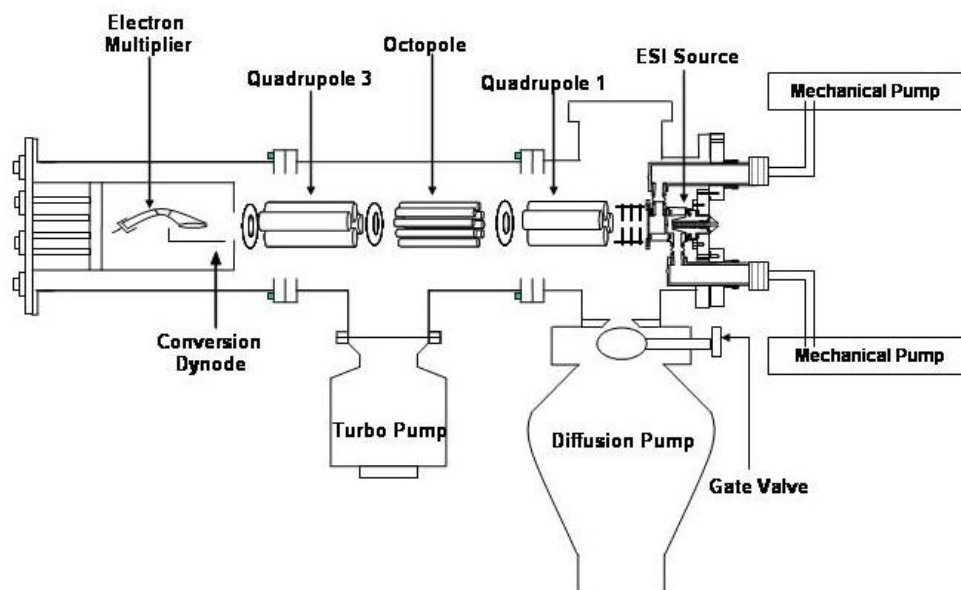 Electron
Multiplier
Octopole
ESI Source
Quadrupole 3
Quadrupole 1
Mechanical Pump
Conversion
Dynode
Mechanical Pump
Turbo Pump
Diffusion Pump
Gate Valve